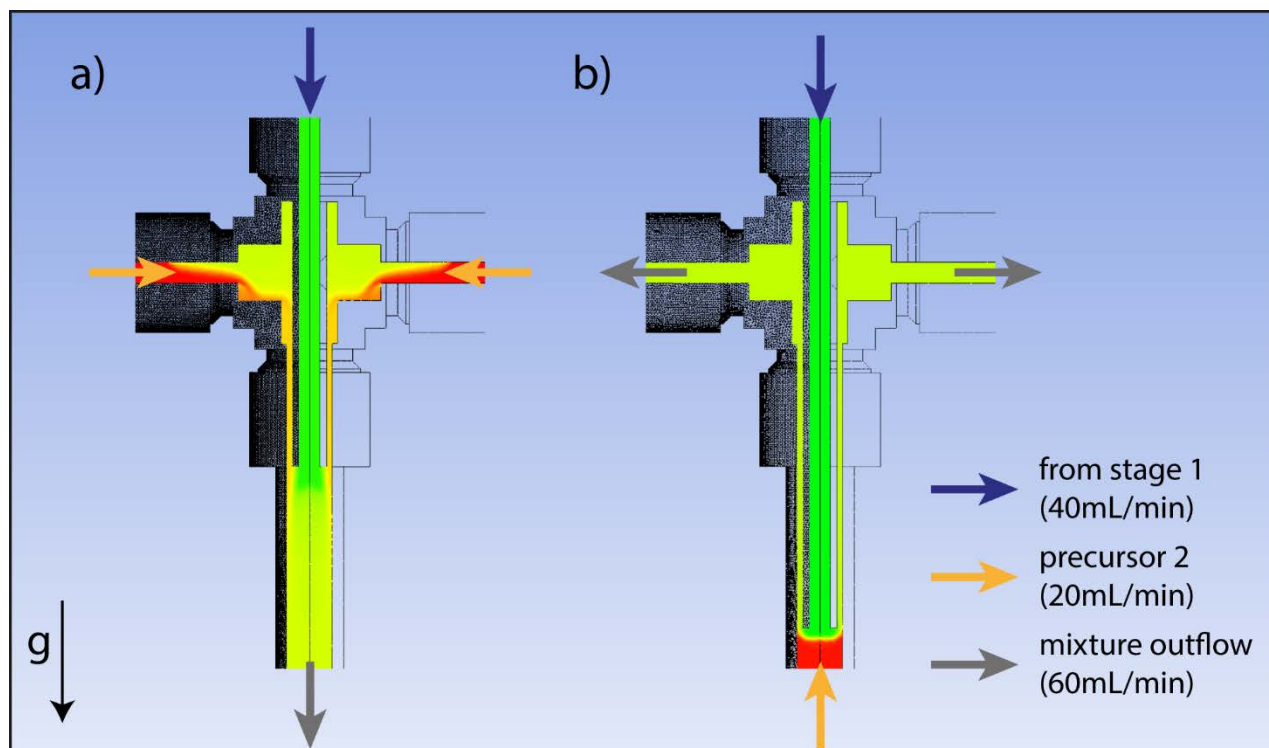 a)
b)
from stage 1
(40mL/min)
precursor 2
(20mL/min)
mixture outflow
(60mL/min)
g